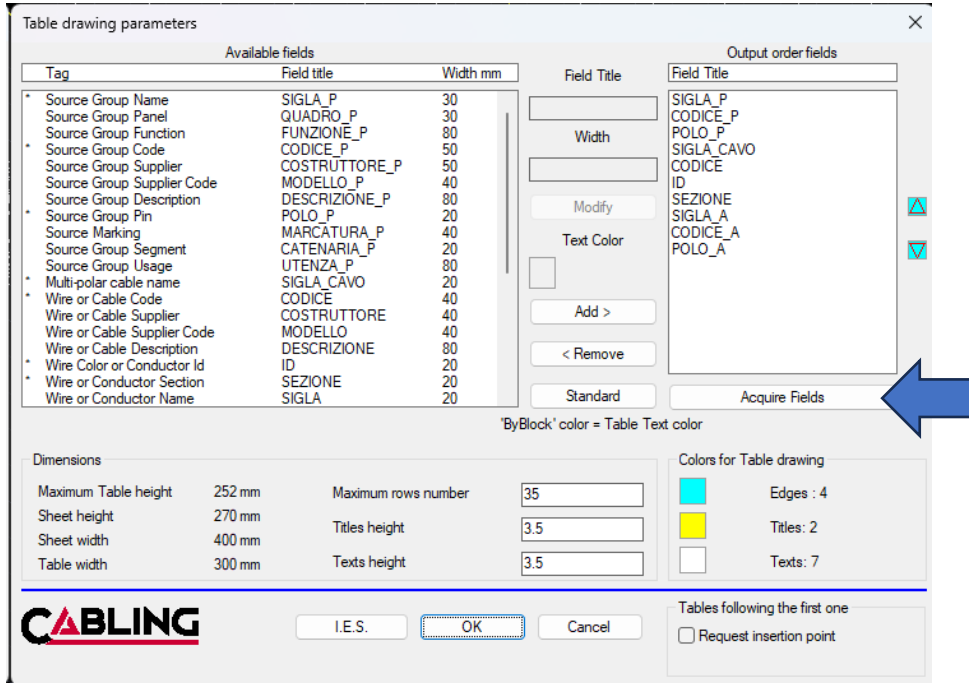 Table drawing parameters
Available fields
Output order fields
Tag Field title Width mm
Field Title
Field Title
* Source Group Name SIGLA_P 30
Source Group Panel QUADRO_P 30
Source Group Function FUNZIONE_P 80
* Source Group Code CODICE_P 50
Source Group Supplier COSTRUTTORE_P 50
Source Group Supplier Code MODELLO_P 40
Source Group Description DESCRIZIONE_P 80
* Source Group Pin POLO_P 20
Source Marking MARCATURA_P 40
Source Group Segment CATENARIA_P 20
Source Group Usage UTENZA_P 80
* Multi-polar cable name SIGLA_CAVO 20
* Wire or Cable Code CODICE 40
Wire or Cable Supplier COSTRUTTORE 40
Wire or Cable Supplier Code MODELLO 40
Wire or Cable Description DESCRIZIONE 80
* Wire Color or Conductor Id ID 20
* Wire or Conductor Section SEZIONE 20
Wire or Conductor Name SIGLA 20
Width
Modify
Text Color
Add >
< Remove
Standard
SIGLA_P
CODICE_P
POLO_P
SIGLA_CAVO
CODICE
ID
SEZIONE
SIGLA_A
CODICE_A
POLO_A
Acquire Fields
'ByBlock' color = Table Text color
Dimensions
Maximum Table height 252 mm
Sheet height 270 mm
Sheet width 400 mm
Table width 300 mm
Maximum rows number 35
Titles height 3.5
Texts height 3.5
Colors for Table drawing
Edges : 4
Titles: 2
Texts: 7
CABLING
I.E.S.
OK
Cancel
Tables following the first one
Request insertion point